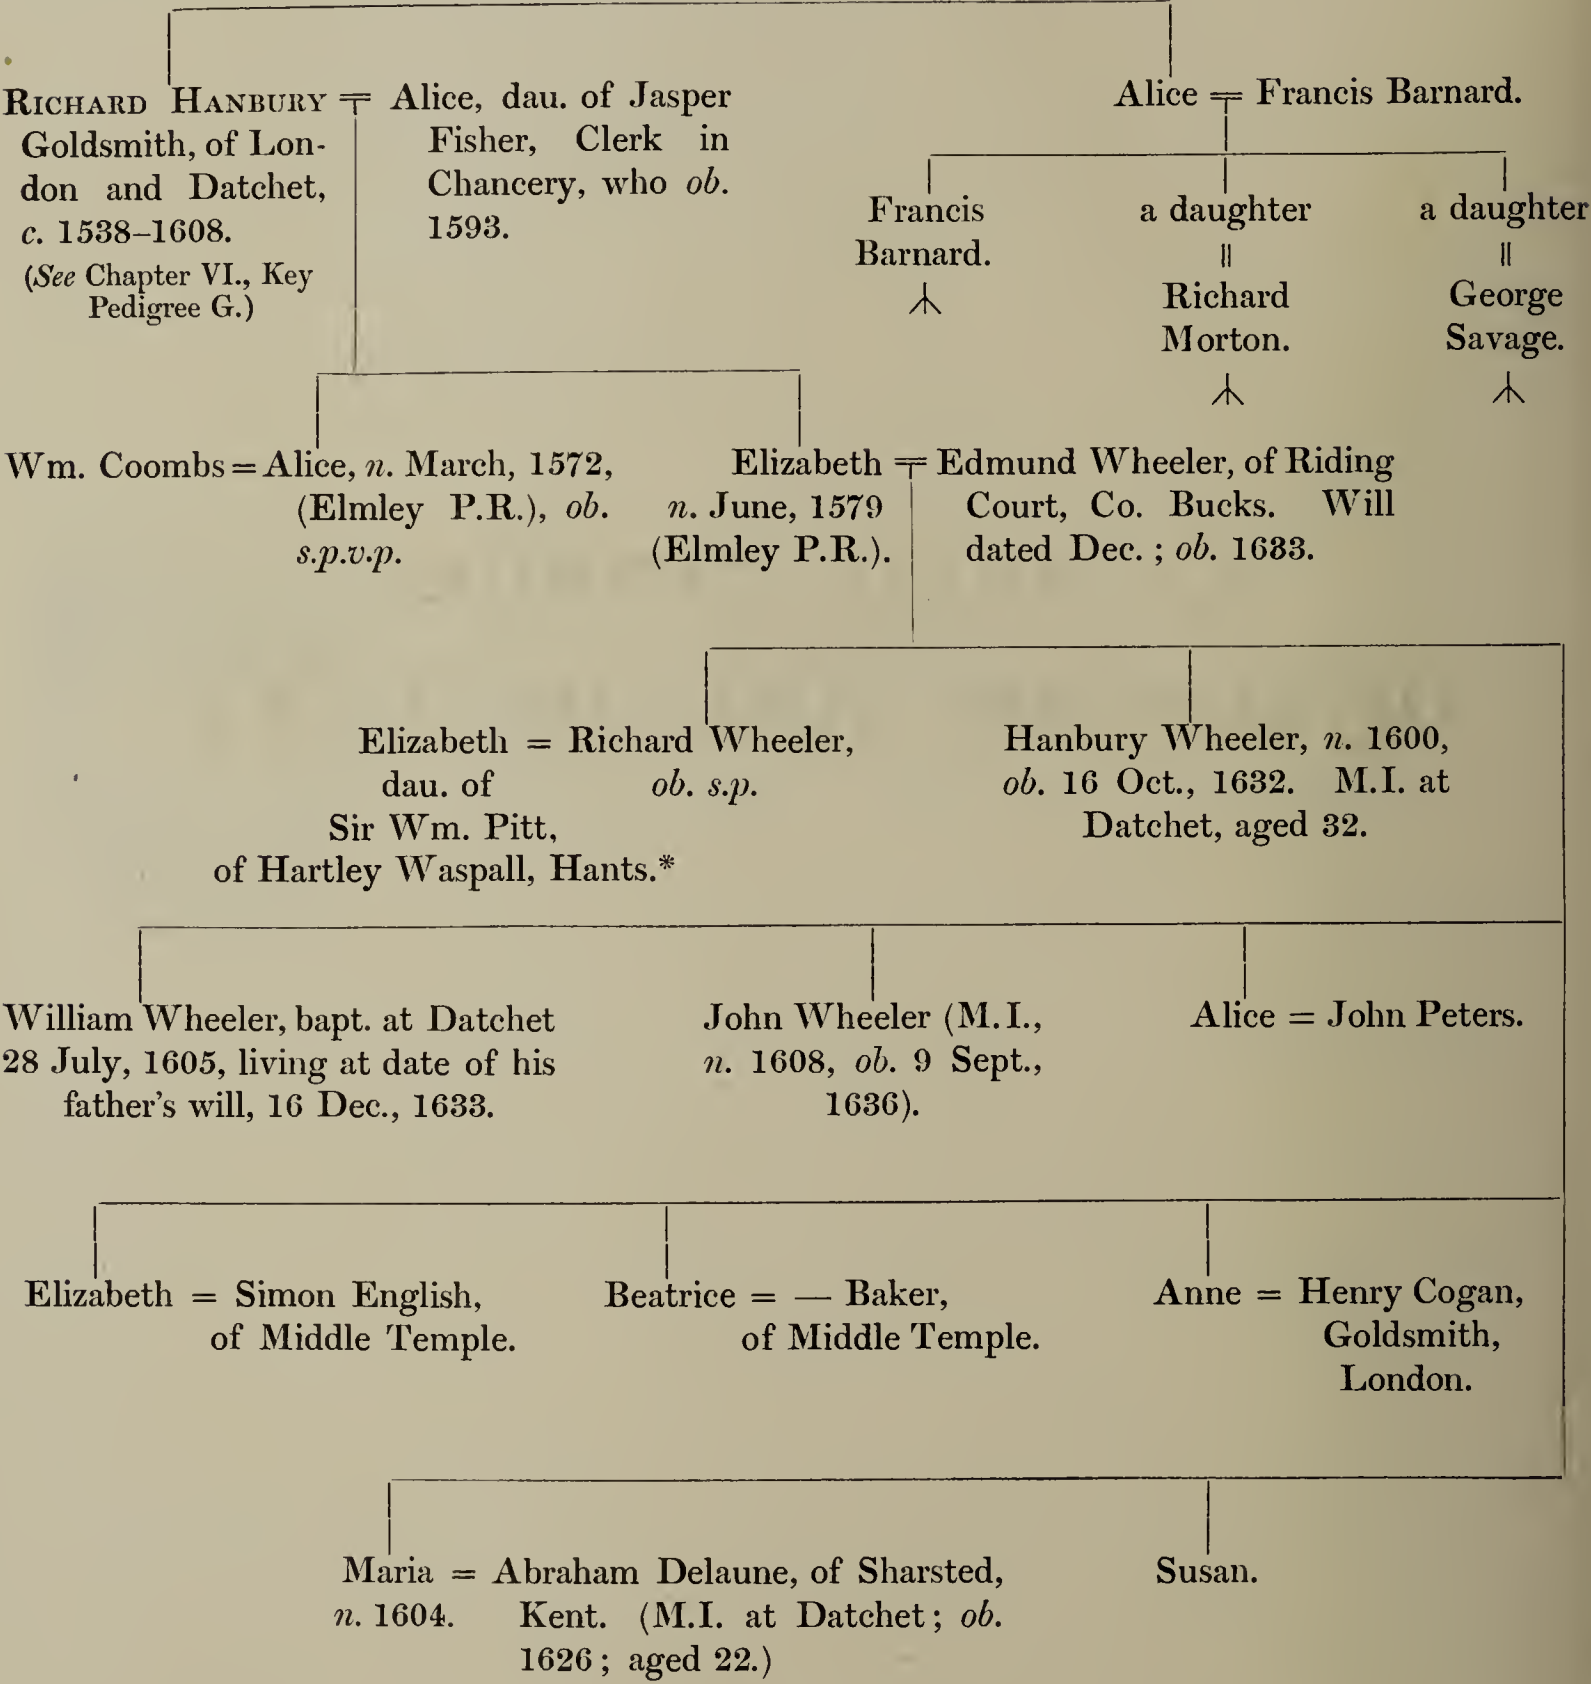 RICHARD HANBURY = Alice, dau. of Jasper
Goldsmith, of Lon-
don and Datchet,
c. 1538–1608.
(See Chapter VI., Key
Pedigree G.)
Fisher, Clerk in
Chancery, who ob.
1593.
Alice = Francis Barnard.
Francis
Barnard.
a daughter
||
Richard
Morton.
a daughter
||
George
Savage.
Wm. Coombs = Alice, n. March, 1572,
(Elmley P.R.), ob.
s.p.v.p.
Elizabeth = Edmund Wheeler, of Riding
n. June, 1579
(Elmley P.R.).
Court, Co. Bucks. Will
dated Dec. ; ob. 1633.
Elizabeth = Richard Wheeler,
dau. of
Sir Wm. Pitt,
of Hartley Waspall, Hants.*
ob. s.p.
Hanbury Wheeler, n. 1600,
ob. 16 Oct., 1632. M.I. at
Datchet, aged 32.
William Wheeler, bapt. at Datchet
28 July, 1605, living at date of his
father's will, 16 Dec., 1633.
John Wheeler (M.I.,
n. 1608, ob. 9 Sept.,
1636).
Alice = John Peters.
Elizabeth = Simon English,
of Middle Temple.
Beatrice = — Baker,
of Middle Temple.
Anne = Henry Cogan,
Goldsmith,
London.
Maria = Abraham Delaune, of Sharsted,
n. 1604.
Kent. (M.I. at Datchet ; ob.
1626 ; aged 22.)
Susan.